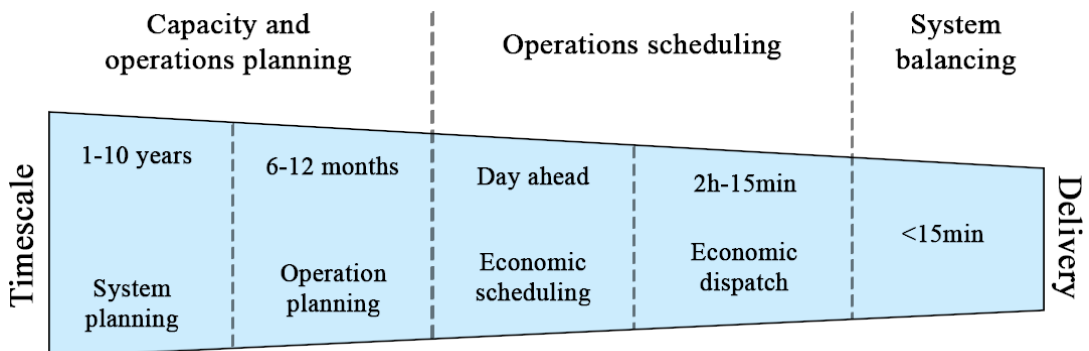 Capacity and
operations planning
Operations scheduling
System
balancing
Timescale
1-10 years
6-12 months
Day ahead
2h-15min
<15min
System
planning
Operation
planning
Economic
scheduling
Economic
dispatch
Delivery